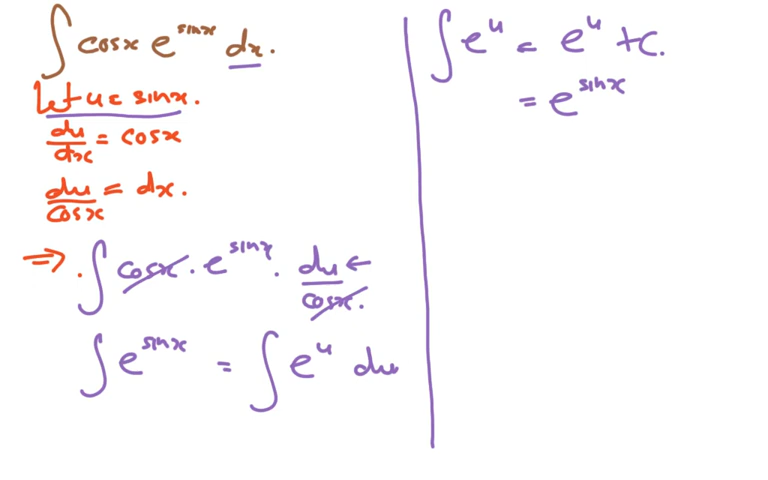 ∫ cosx e^sinx dx.
Let u = sinx.
du/dx = cosx
du/cosx = dx.
⇒ . ∫ cosx . e^sinx . du/cosx. ←
∫ e^sinx = ∫ e^u du
∫ e^u = e^u + c.
= e^sinx